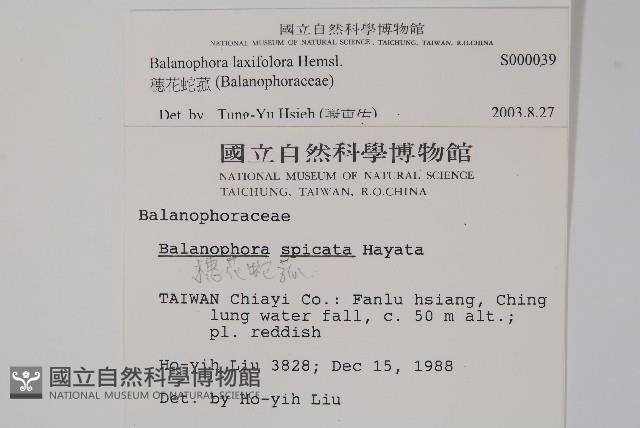 國立自然科學博物館
NATIONAL MUSEUM OF NATURAL SCIENCE, TAICHUNG, TAIWAN, R.O.CHINA
Balanophora laxifolora Hemsl. S000039
穗花蛇菰 (Balanophoraceae)
Det. by Tung-Yu Hsieh (謝東佑) 2003.8.27
國立自然科學博物館
NATIONAL MUSEUM OF NATURAL SCIENCE
TAICHUNG, TAIWAN, R.O.CHINA
Balanophoraceae
Balanophora spicata Hayata
穗花蛇菰
TAIWAN Chiayi Co.: Fanlu hsiang, Ching
lung water fall, c. 50 m alt.;
pl. reddish
Ho-yih Liu 3828; Dec 15, 1988
Det. by Ho-yih Liu
國立自然科學博物館
NATIONAL MUSEUM OF NATURAL SCIENCE